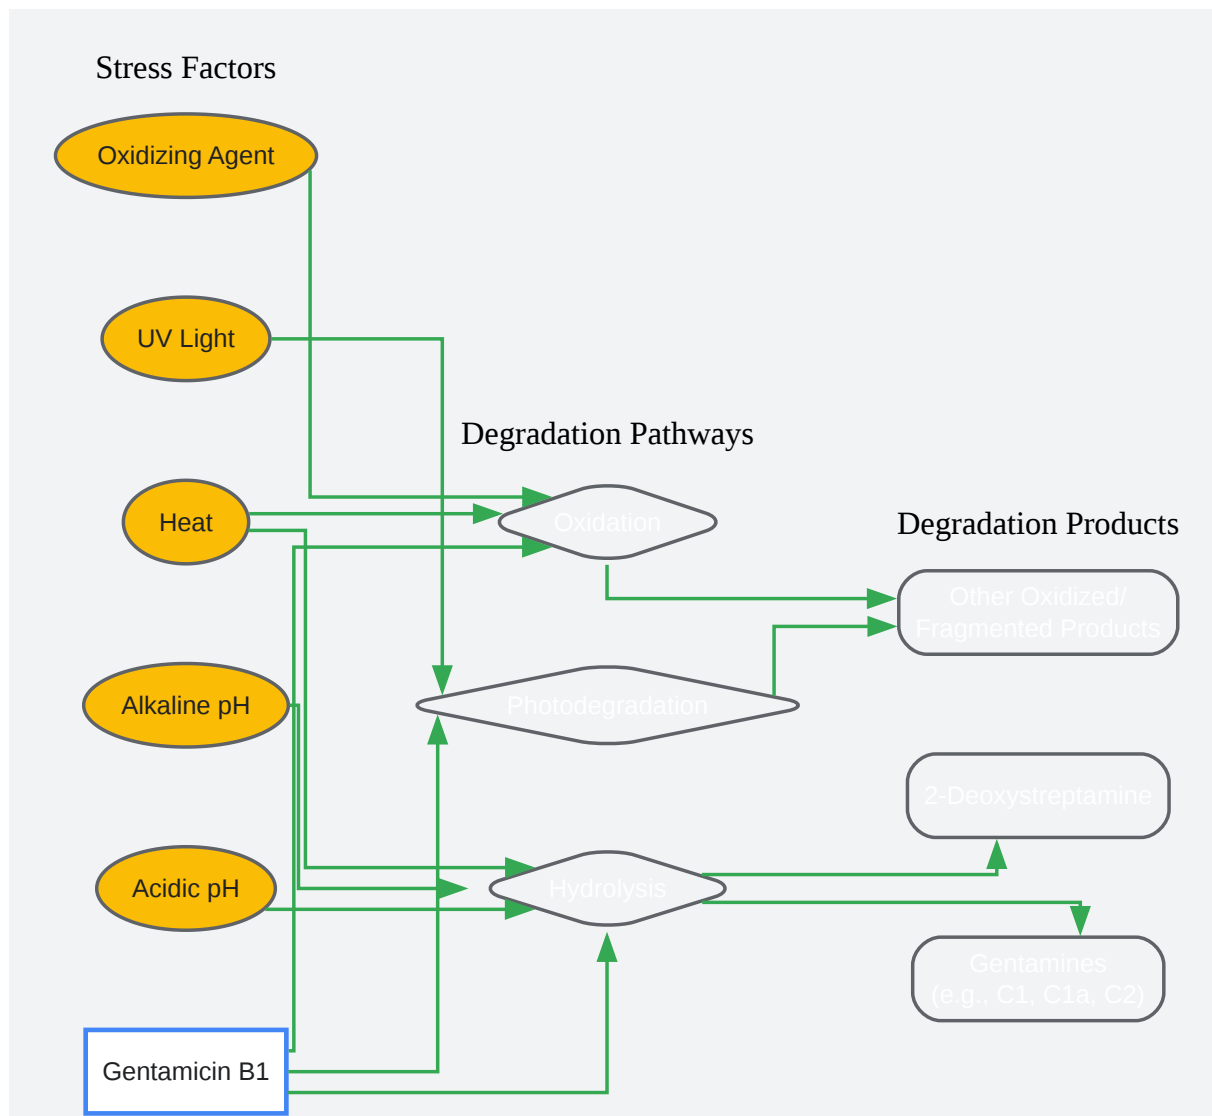 Stress Factors
Oxidizing Agent
UV Light
Degradation Pathways
Heat
Oxidation
Degradation Products
Other Oxidized/
Fragmented Products
Alkaline pH
Photodegradation
2-Deoxystreptamine
Acidic pH
Hydrolysis
Gentamines
(e.g., C1, C1a, C2)
Gentamicin B1